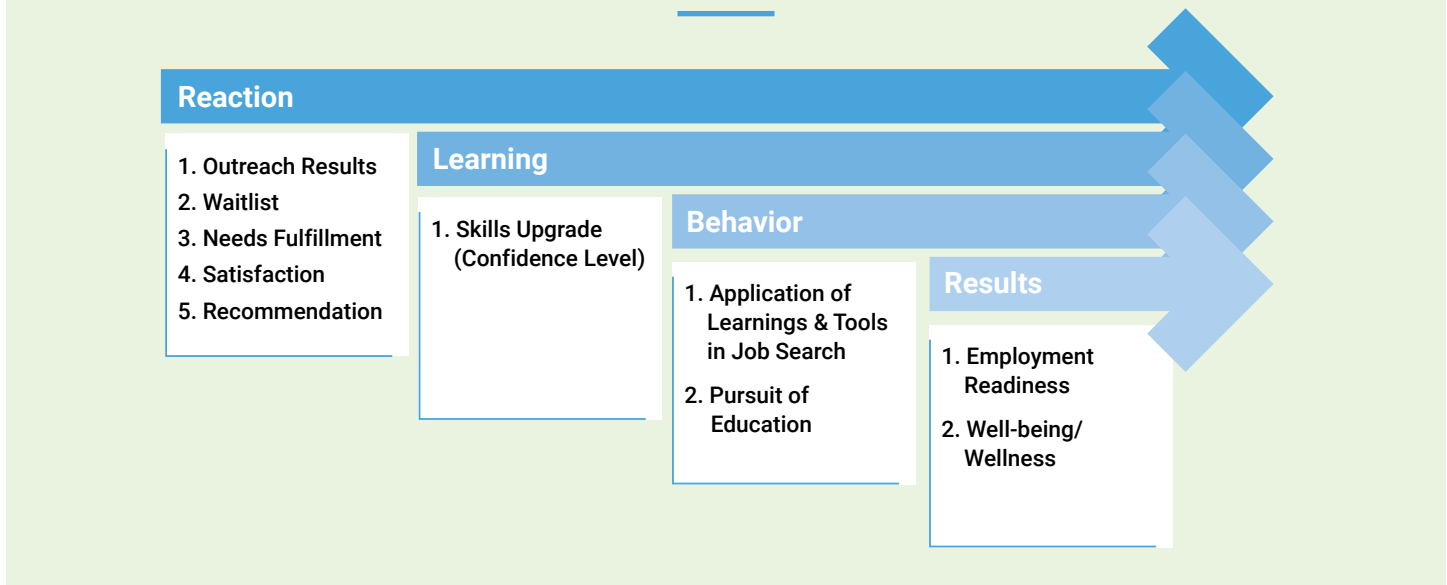 Reaction
1. Outreach Results
2. Waitlist
3. Needs Fulfillment
4. Satisfaction
5. Recommendation
Learning
1. Skills Upgrade
(Confidence Level)
Behavior
1. Application of
Learnings & Tools
in Job Search
2. Pursuit of
Education
Results
1. Employment
Readiness
2. Well-being/
Wellness